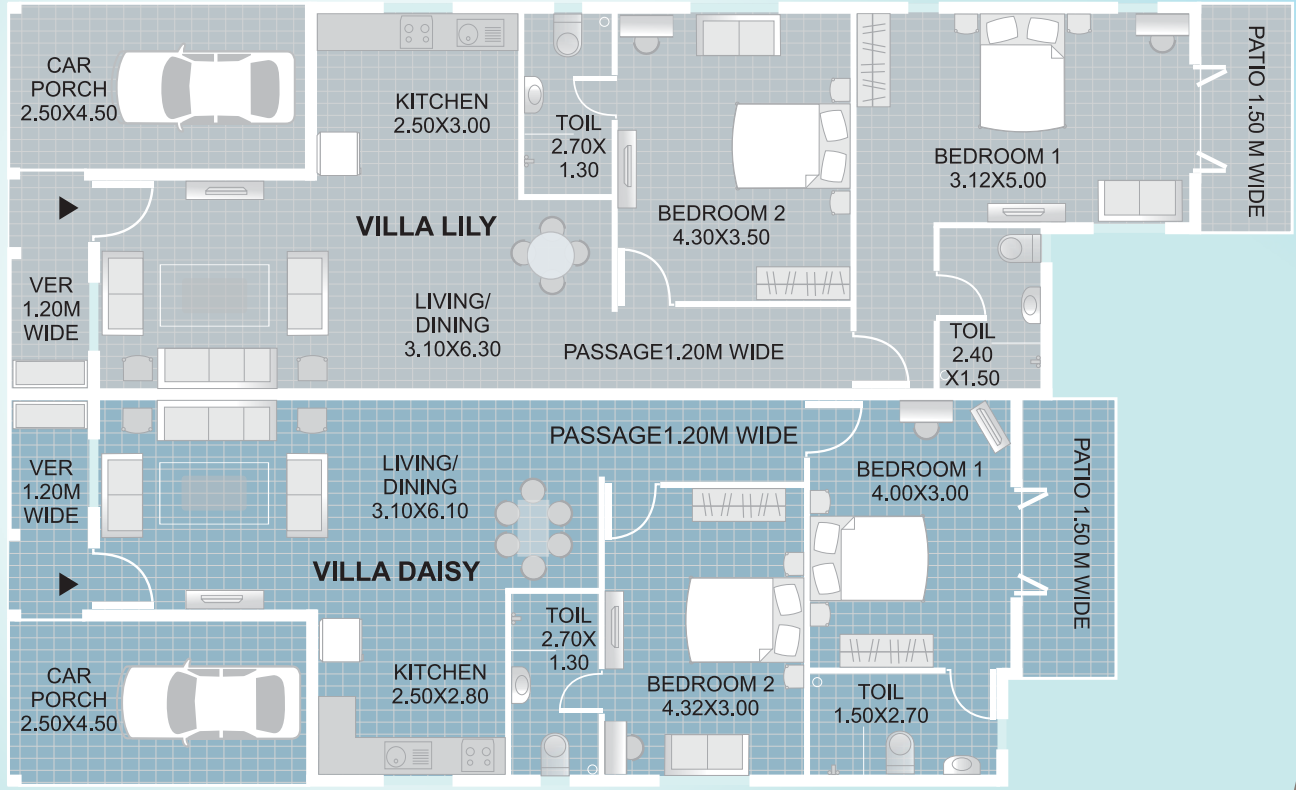 CAR
PORCH
2.50X4.50
KITCHEN
2.50X3.00
TOIL
2.70X
1.30
BEDROOM 2
4.30X3.50
BEDROOM 1
3.12X5.00
PATIO 1.50 M WIDE
VILLA LILY
VER
1.20M
WIDE
LIVING/
DINING
3.10X6.30
PASSAGE1.20M WIDE
TOIL
2.40
X1.50
VER
1.20M
WIDE
LIVING/
DINING
3.10X6.10
PASSAGE1.20M WIDE
BEDROOM 1
4.00X3.00
PATIO 1.50 M WIDE
VILLA DAISY
CAR
PORCH
2.50X4.50
KITCHEN
2.50X2.80
TOIL
2.70X
1.30
BEDROOM 2
4.32X3.00
TOIL
1.50X2.70